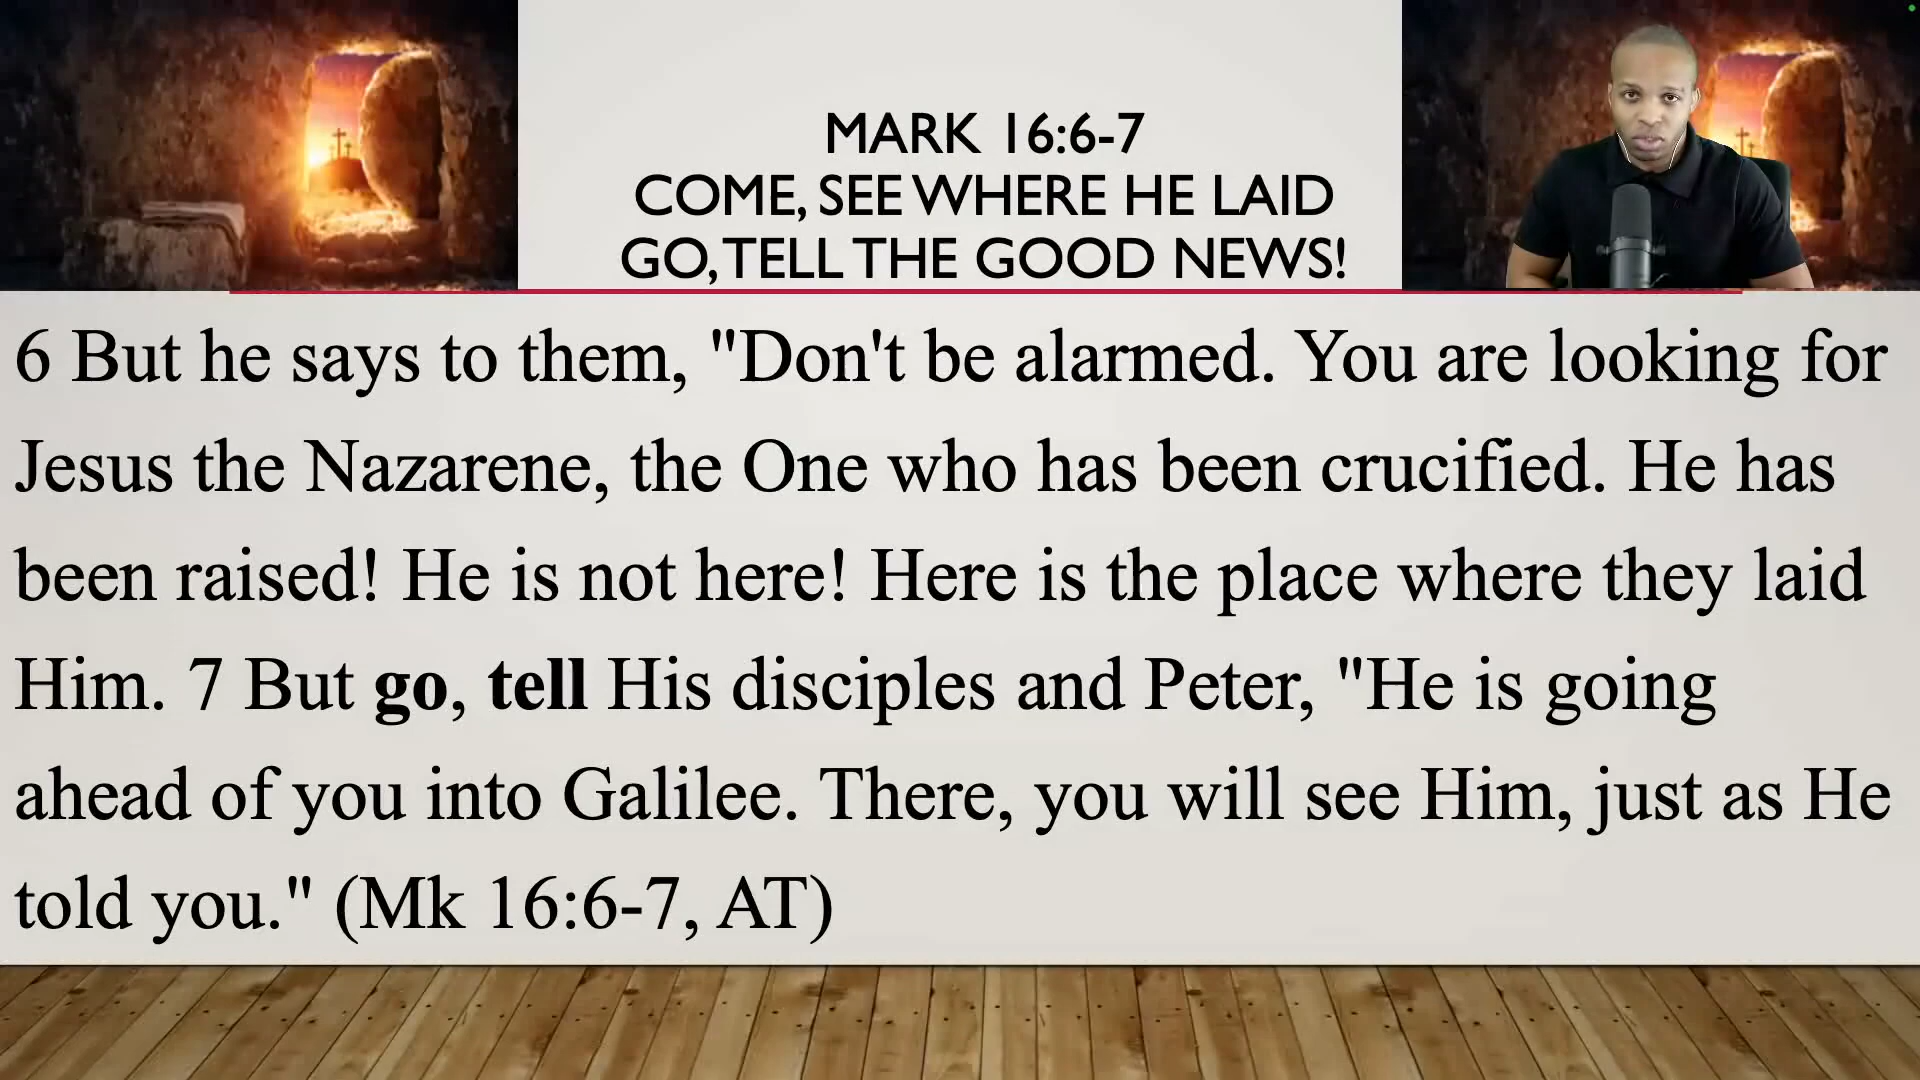 MARK 16:6-7
COME, SEE WHERE HE LAID
GO, TELL THE GOOD NEWS!
6 But he says to them, "Don't be alarmed. You are looking for
Jesus the Nazarene, the One who has been crucified. He has
been raised! He is not here! Here is the place where they laid
Him. 7 But go, tell His disciples and Peter, "He is going
ahead of you into Galilee. There, you will see Him, just as He
told you." (Mk 16:6-7, AT)